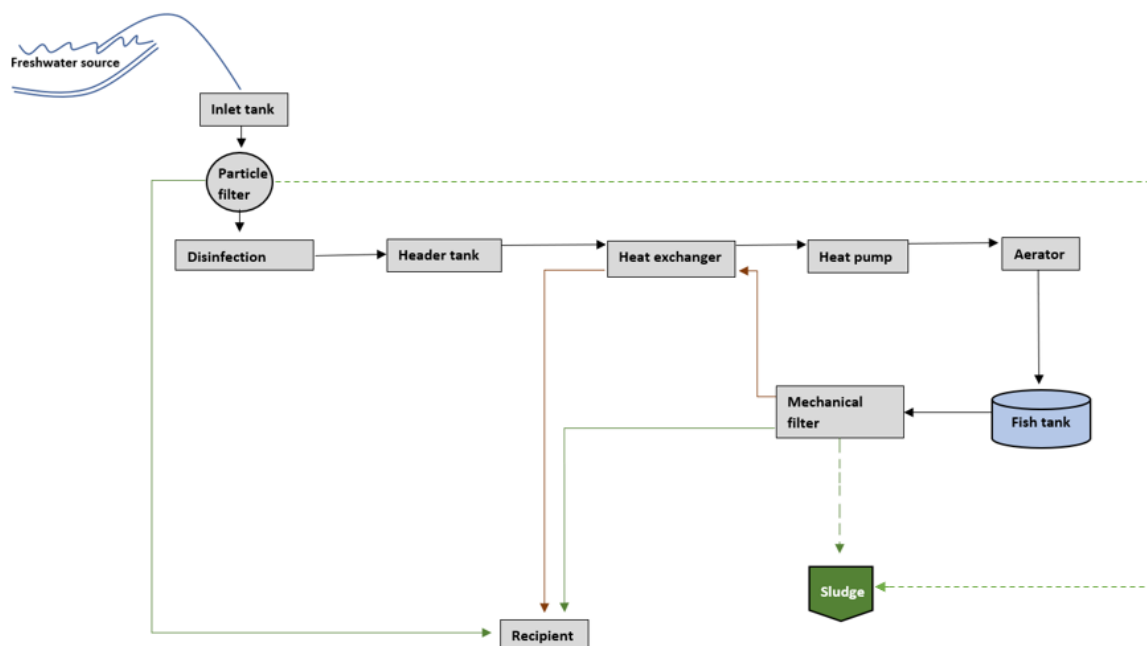 Freshwater source
Inlet tank
Particle
filter
Disinfection
Header tank
Heat exchanger
Heat pump
Aerator
Mechanical
filter
Fish tank
Sludge
Recipient